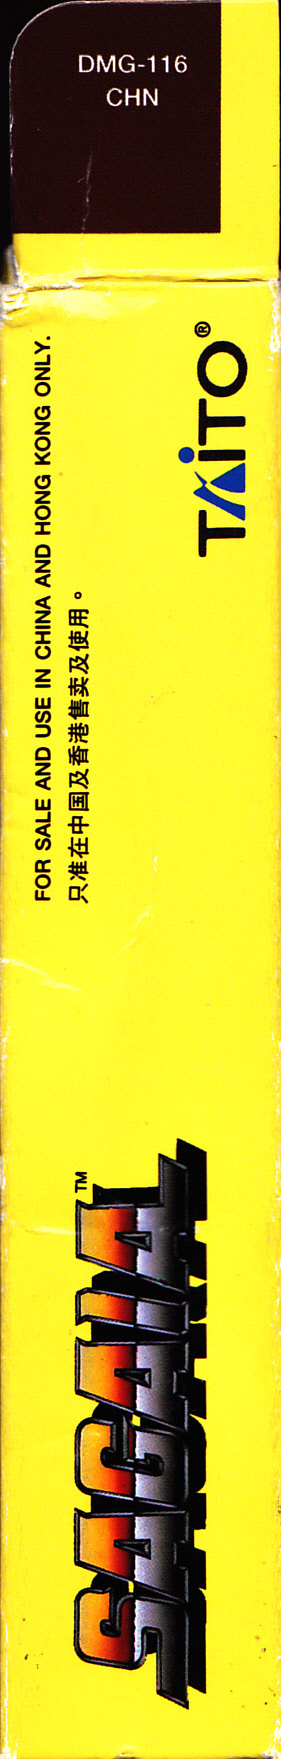 DMG-116
CHN
TAITO®
FOR SALE AND USE IN CHINA AND HONG KONG ONLY.
只准在中国及香港售卖及使用。
SAGAIA™